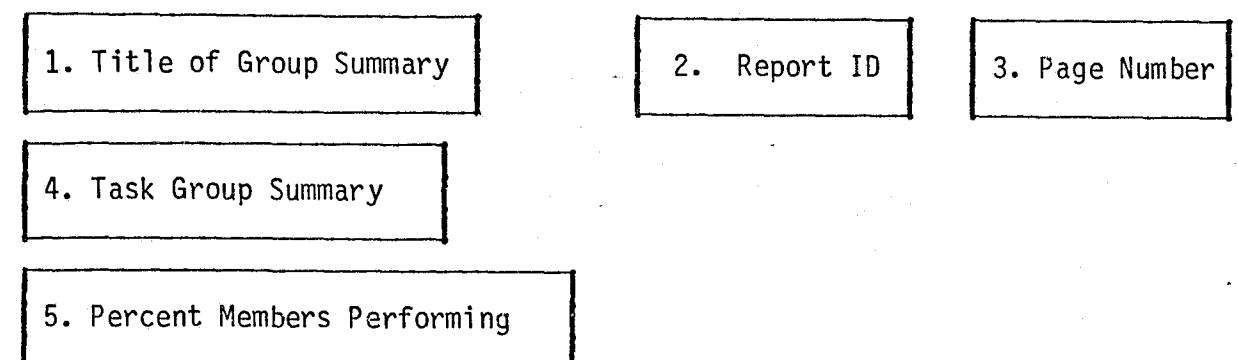 1. Title of Group Summary
2. Report ID
3. Page Number
4. Task Group Summary
5. Percent Members Performing